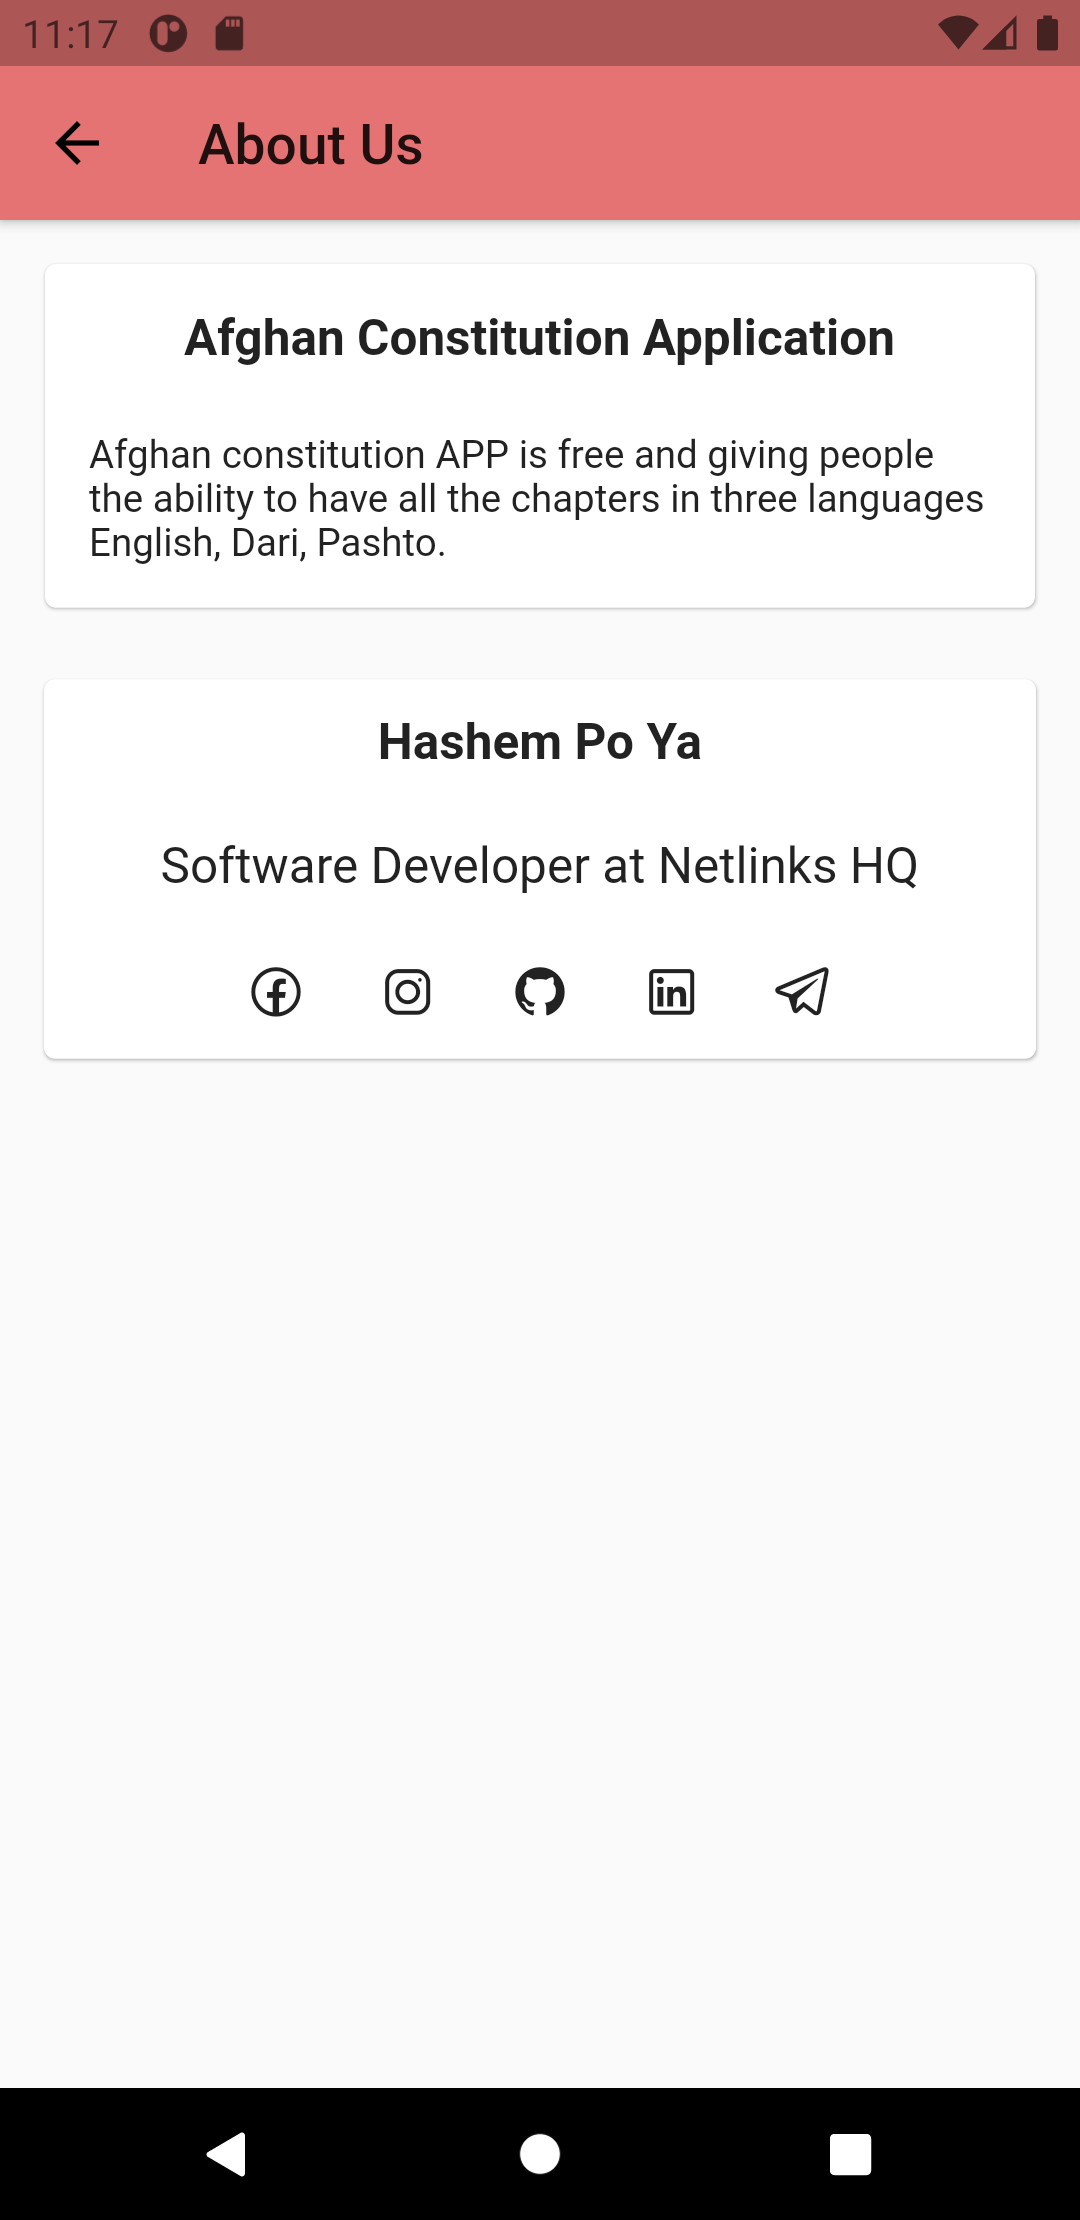 11:17
About Us
Afghan Constitution Application
Afghan constitution APP is free and giving people
the ability to have all the chapters in three languages
English, Dari, Pashto.
Hashem Po Ya
Software Developer at Netlinks HQ